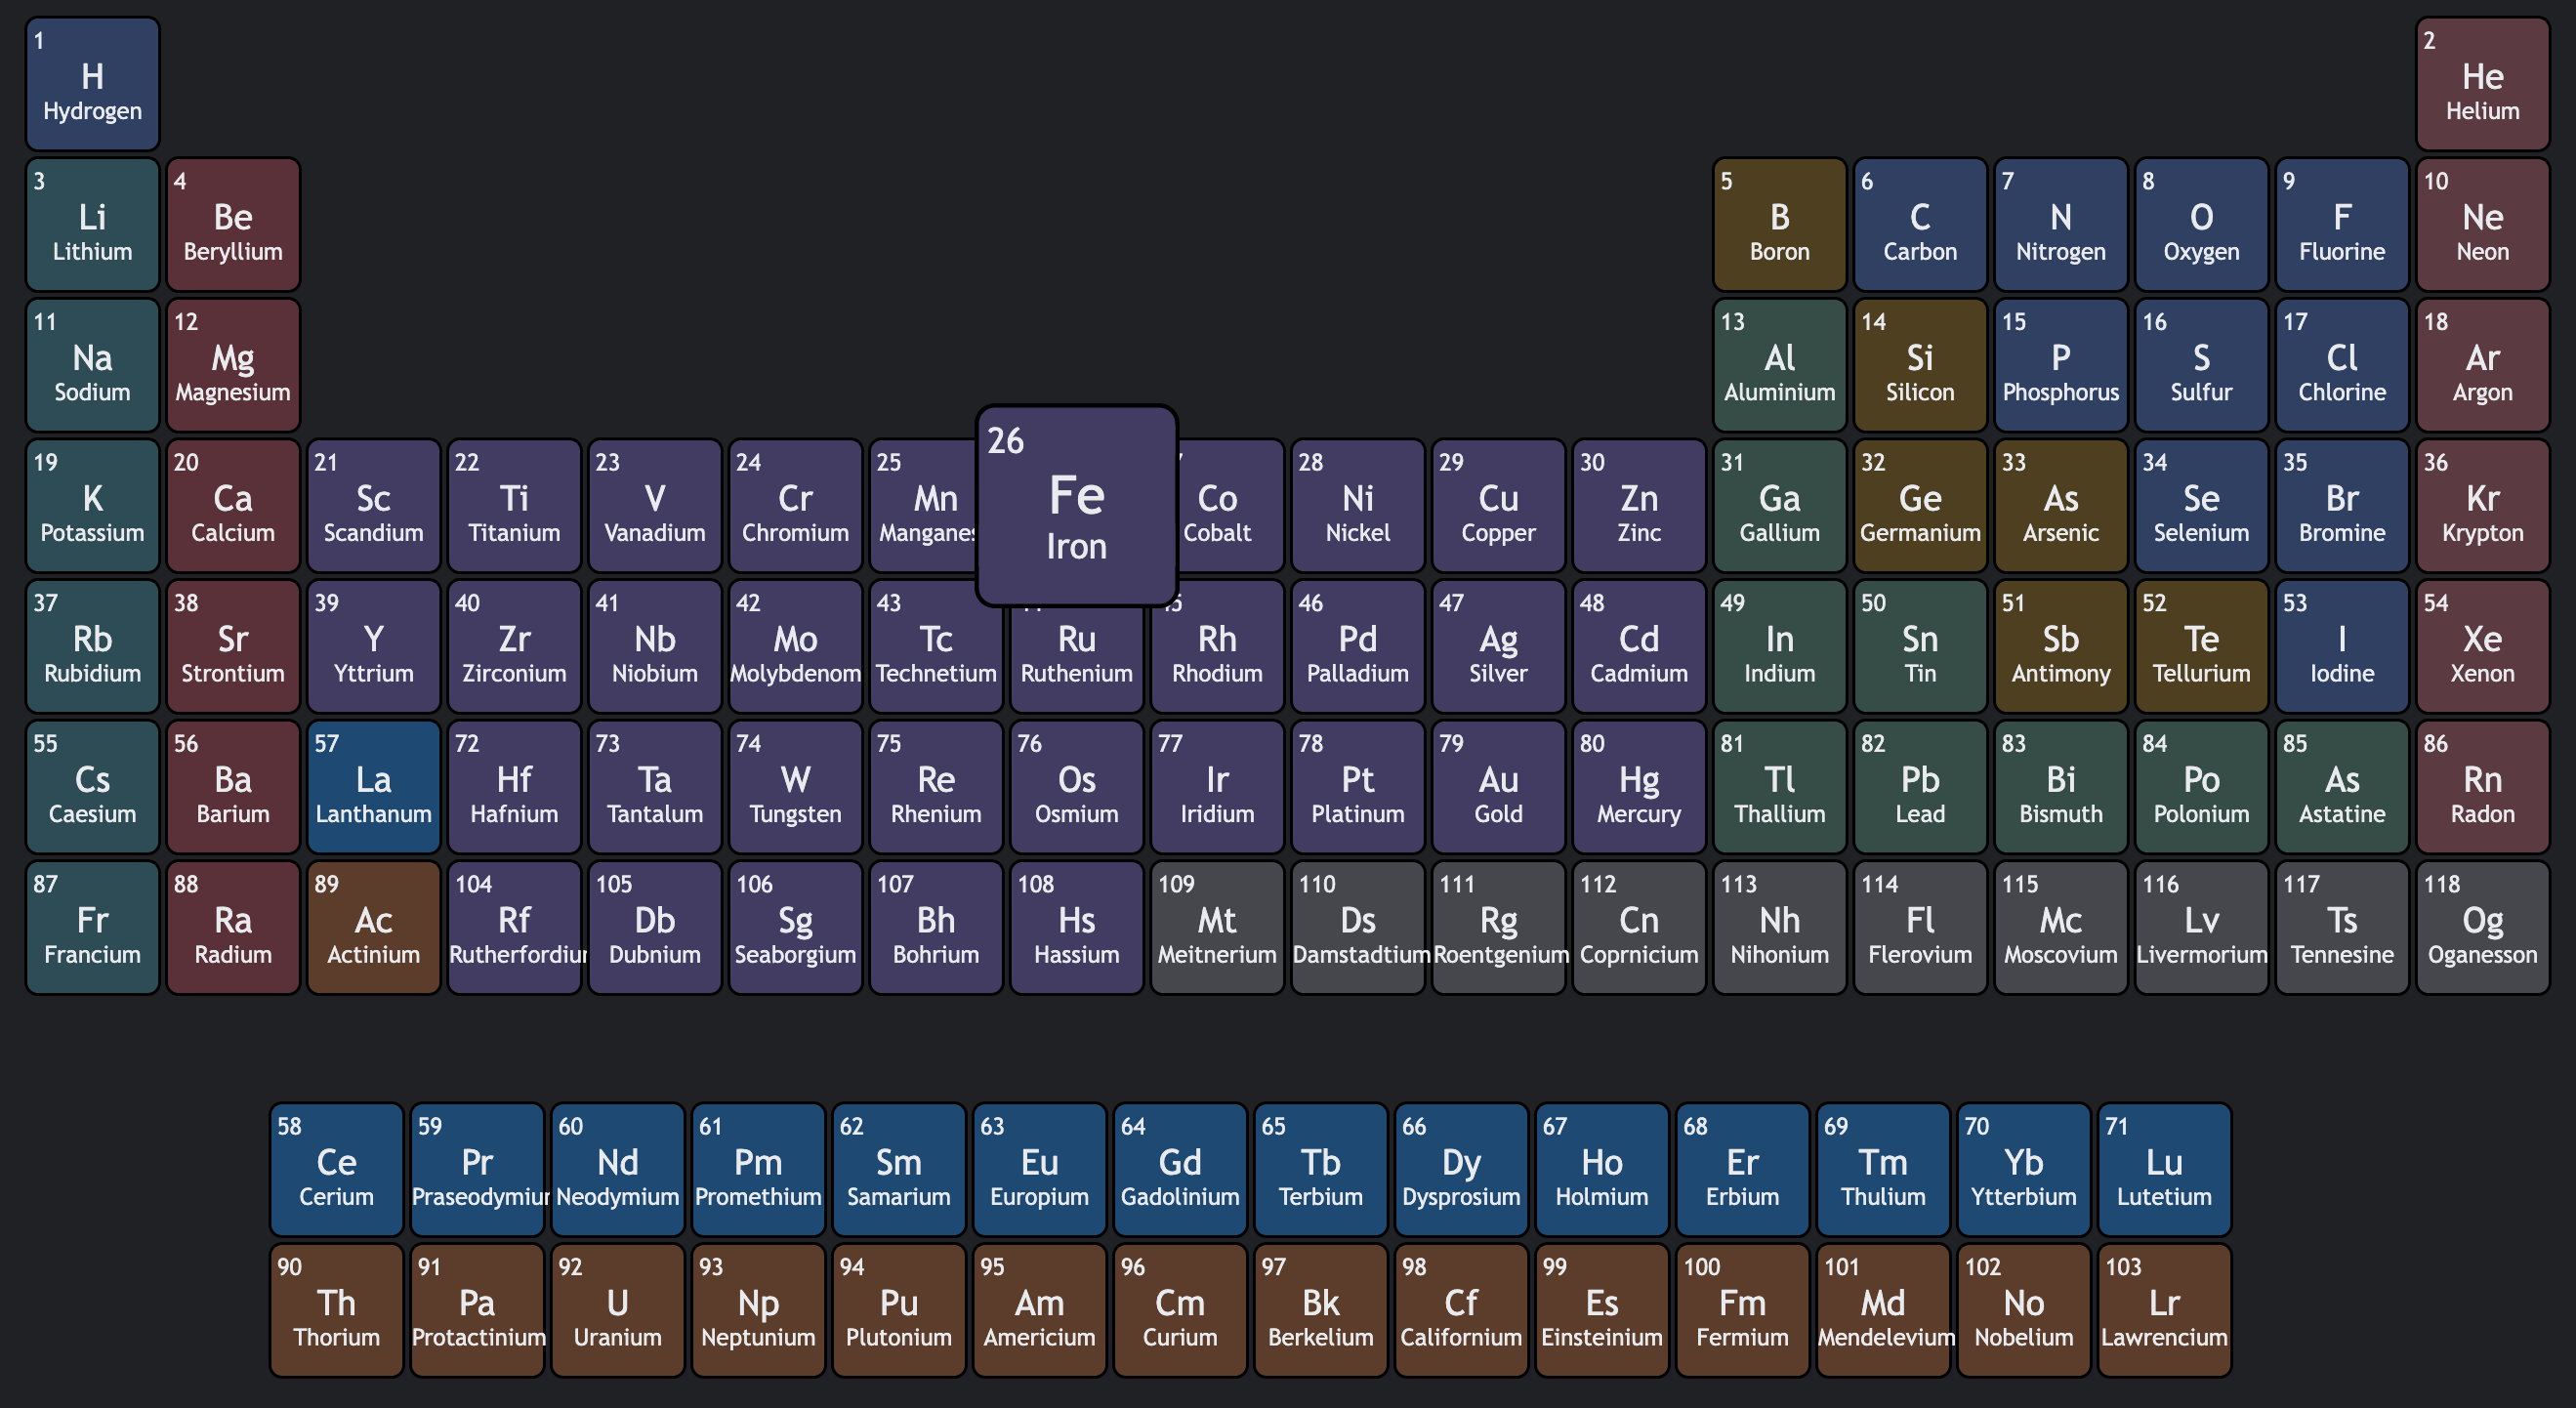 1 2
H He
Hydrogen Helium
3 4 5 6 7 8 9 10
Li Be B C N O F Ne
Lithium Beryllium Boron Carbon Nitrogen Oxygen Fluorine Neon
11 12 13 14 15 16 17 18
Na Mg Al Si P S Cl Ar
Sodium Magnesium Aluminium Silicon Phosphorus Sulfur Chlorine Argon
19 20 21 22 23 24 25 26 28 29 30 31 32 33 34 35 36
K Ca Sc Ti V Cr Mn Fe Co Ni Cu Zn Ga Ge As Se Br Kr
Potassium Calcium Scandium Titanium Vanadium Chromium Manganes Iron Cobalt Nickel Copper Zinc Gallium Germanium Arsenic Selenium Bromine Krypton
37 38 39 40 41 42 43 46 47 48 49 50 51 52 53 54
Rb Sr Y Zr Nb Mo Tc Ru Rh Pd Ag Cd In Sn Sb Te I Xe
Rubidium Strontium Yttrium Zirconium Niobium Molybdenom Technetium Ruthenium Rhodium Palladium Silver Cadmium Indium Tin Antimony Tellurium Iodine Xenon
55 56 57 72 73 74 75 76 77 78 79 80 81 82 83 84 85 86
Cs Ba La Hf Ta W Re Os Ir Pt Au Hg Tl Pb Bi Po As Rn
Caesium Barium Lanthanum Hafnium Tantalum Tungsten Rhenium Osmium Iridium Platinum Gold Mercury Thallium Lead Bismuth Polonium Astatine Radon
87 88 89 104 105 106 107 108 109 110 111 112 113 114 115 116 117 118
Fr Ra Ac Rf Db Sg Bh Hs Mt Ds Rg Cn Nh Fl Mc Lv Ts Og
Francium Radium Actinium Rutherfordiu Dubnium Seaborgium Bohrium Hassium Meitnerium Damstadtium Roentgenium Coprnicium Nihonium Flerovium Moscovium Livermorium Tennesine Oganesson
58 59 60 61 62 63 64 65 66 67 68 69 70 71
Ce Pr Nd Pm Sm Eu Gd Tb Dy Ho Er Tm Yb Lu
Cerium Praseodymiu Neodymium Promethium Samarium Europium Gadolinium Terbium Dysprosium Holmium Erbium Thulium Ytterbium Lutetium
90 91 92 93 94 95 96 97 98 99 100 101 102 103
Th Pa U Np Pu Am Cm Bk Cf Es Fm Md No Lr
Thorium Protactinium Uranium Neptunium Plutonium Americium Curium Berkelium Californium Einsteinium Fermium Mendelevium Nobelium Lawrencium